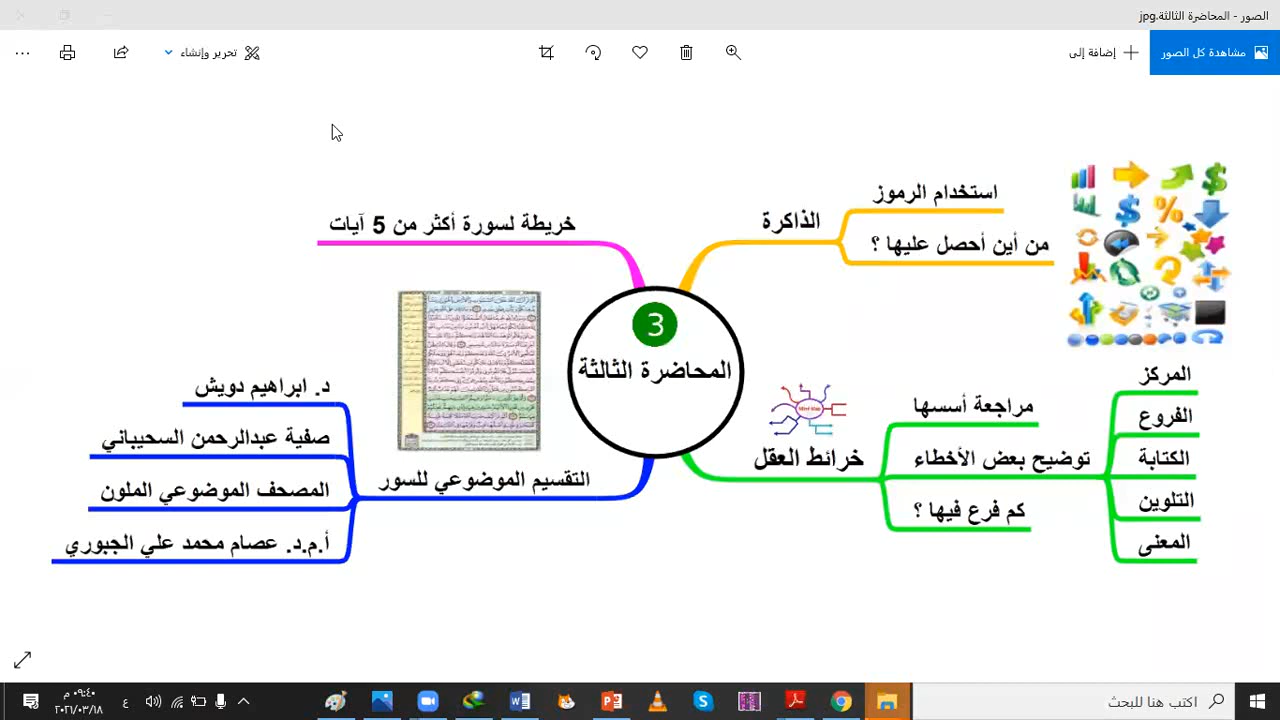 الصور - المحاضرة الثالثة.jpg
مشاهدة كل الصور
إضافة إلى
تحرير وإنشاء
3
المحاضرة الثالثة
الذاكرة
استخدام الرموز
من أين أحصل عليها ؟
خرائط العقل
Mind Map
مراجعة أسسها
توضيح بعض الأخطاء
المركز
الفروع
الكتابة
التلوين
المعنى
كم فرع فيها ؟
خريطة لسورة أكثر من 5 آيات
التقسيم الموضوعي للسور
د. ابراهيم دويش
صفية عبدالرحمن السحيباني
المصحف الموضوعي الملون
أ.م.د. عصام محمد علي الجبوري
اكتب هنا للبحث
ع
٠٩:٤٠ م
٢٠٢١/٠٣/١٨